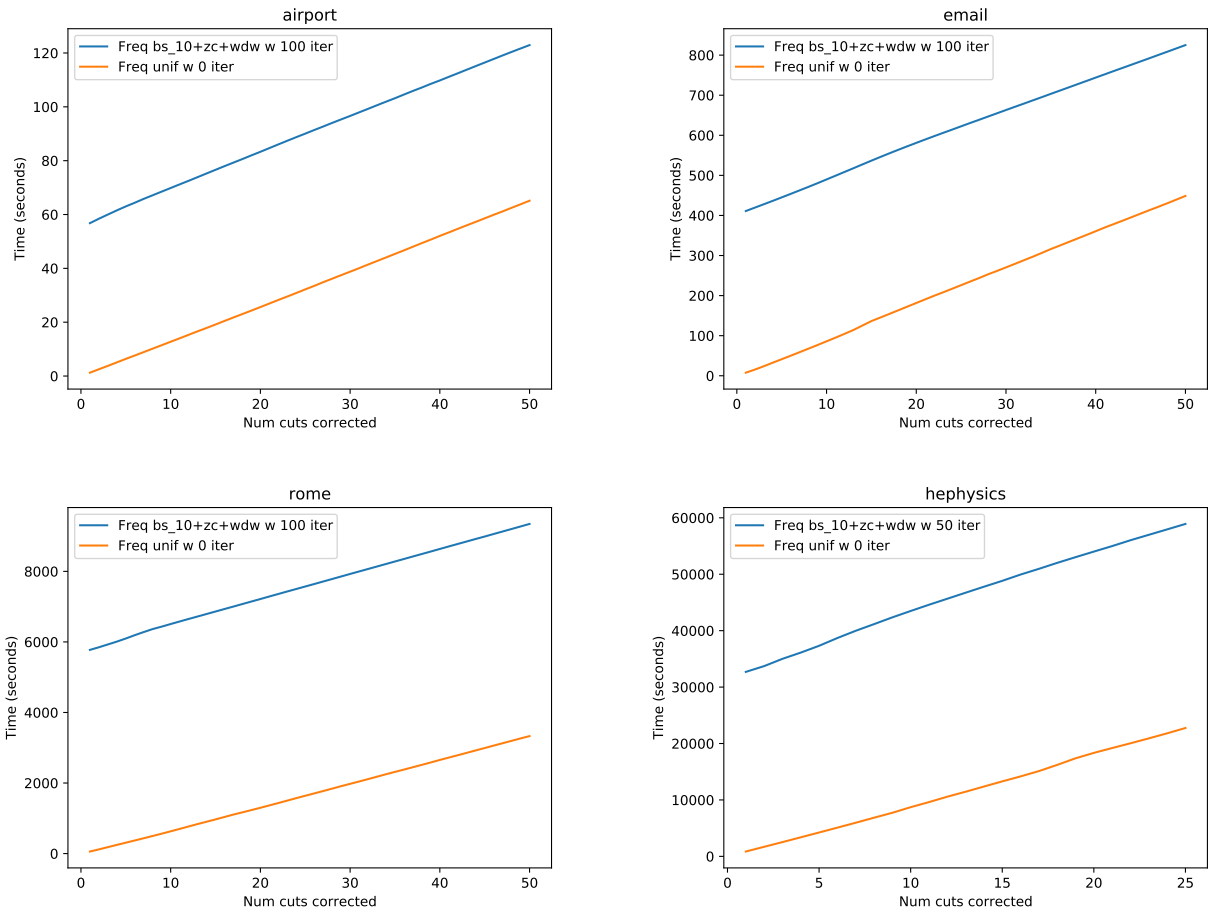 airport
Freq bs_10+zc+wdw w 100 iter
Freq unif w 0 iter
Time (seconds)
120
100
80
60
40
20
0
0 10 20 30 40 50
Num cuts corrected
email
Freq bs_10+zc+wdw w 100 iter
Freq unif w 0 iter
Time (seconds)
800
700
600
500
400
300
200
100
0
0 10 20 30 40 50
Num cuts corrected
rome
Freq bs_10+zc+wdw w 100 iter
Freq unif w 0 iter
Time (seconds)
8000
6000
4000
2000
0
0 10 20 30 40 50
Num cuts corrected
hephysics
Freq bs_10+zc+wdw w 50 iter
Freq unif w 0 iter
Time (seconds)
60000
50000
40000
30000
20000
10000
0
0 5 10 15 20 25
Num cuts corrected